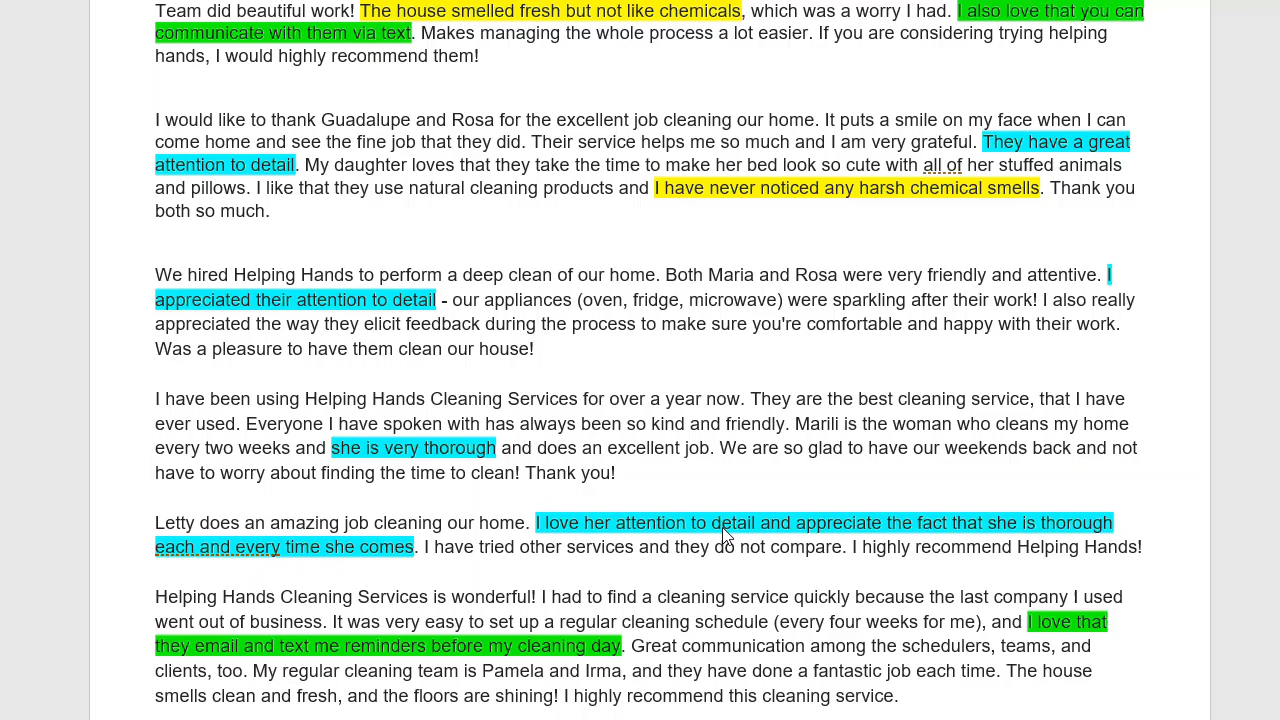 Team did beautiful work! The house smelled fresh but not like chemicals, which was a worry I had. I also love that you can
communicate with them via text. Makes managing the whole process a lot easier. If you are considering trying helping
hands, I would highly recommend them!
I would like to thank Guadalupe and Rosa for the excellent job cleaning our home. It puts a smile on my face when I can
come home and see the fine job that they did. Their service helps me so much and I am very grateful. They have a great
attention to detail. My daughter loves that they take the time to make her bed look so cute with all of her stuffed animals
and pillows. I like that they use natural cleaning products and I have never noticed any harsh chemical smells. Thank you
both so much.
We hired Helping Hands to perform a deep clean of our home. Both Maria and Rosa were very friendly and attentive. I
appreciated their attention to detail - our appliances (oven, fridge, microwave) were sparkling after their work! I also really
appreciated the way they elicit feedback during the process to make sure you're comfortable and happy with their work.
Was a pleasure to have them clean our house!
I have been using Helping Hands Cleaning Services for over a year now. They are the best cleaning service, that I have
ever used. Everyone I have spoken with has always been so kind and friendly. Marili is the woman who cleans my home
every two weeks and she is very thorough and does an excellent job. We are so glad to have our weekends back and not
have to worry about finding the time to clean! Thank you!
Letty does an amazing job cleaning our home. I love her attention to detail and appreciate the fact that she is thorough
each and every time she comes. I have tried other services and they do not compare. I highly recommend Helping Hands!
Helping Hands Cleaning Services is wonderful! I had to find a cleaning service quickly because the last company I used
went out of business. It was very easy to set up a regular cleaning schedule (every four weeks for me), and I love that
they email and text me reminders before my cleaning day. Great communication among the schedulers, teams, and
clients, too. My regular cleaning team is Pamela and Irma, and they have done a fantastic job each time. The house
smells clean and fresh, and the floors are shining! I highly recommend this cleaning service.